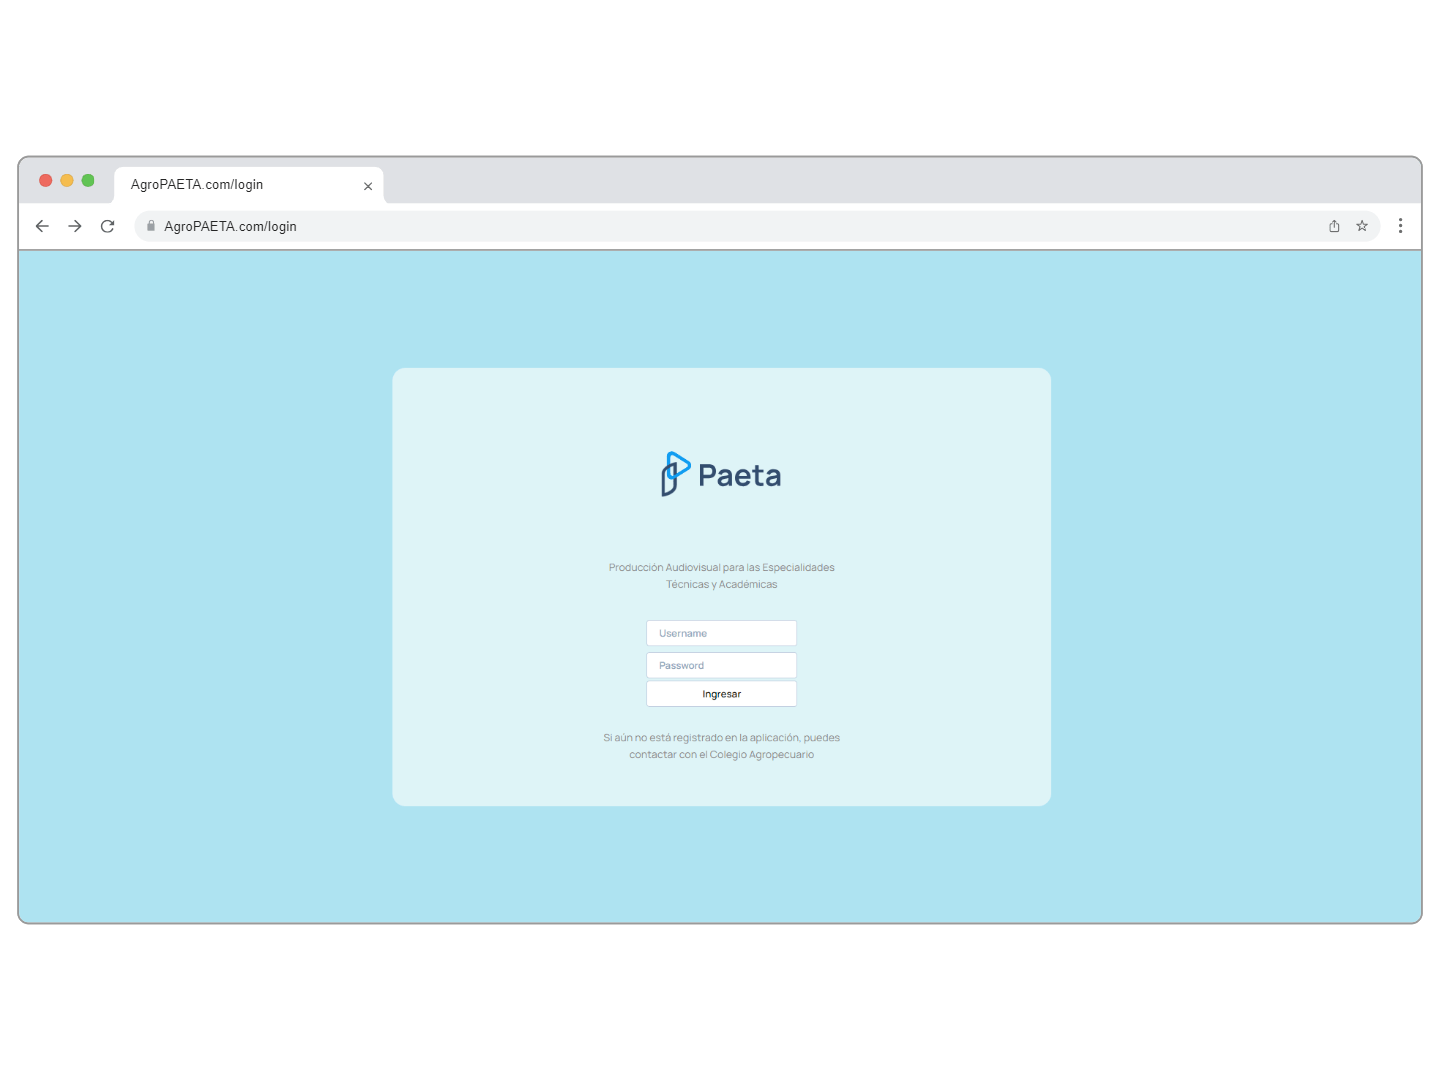 AgroPAETA.com/login
AgroPAETA.com/login
Paeta
Producción Audiovisual para las Especialidades
Técnicas y Académicas
Username
Password
Ingresar
Si aún no está registrado en la aplicación, puedes
contactar con el Colegio Agropecuario